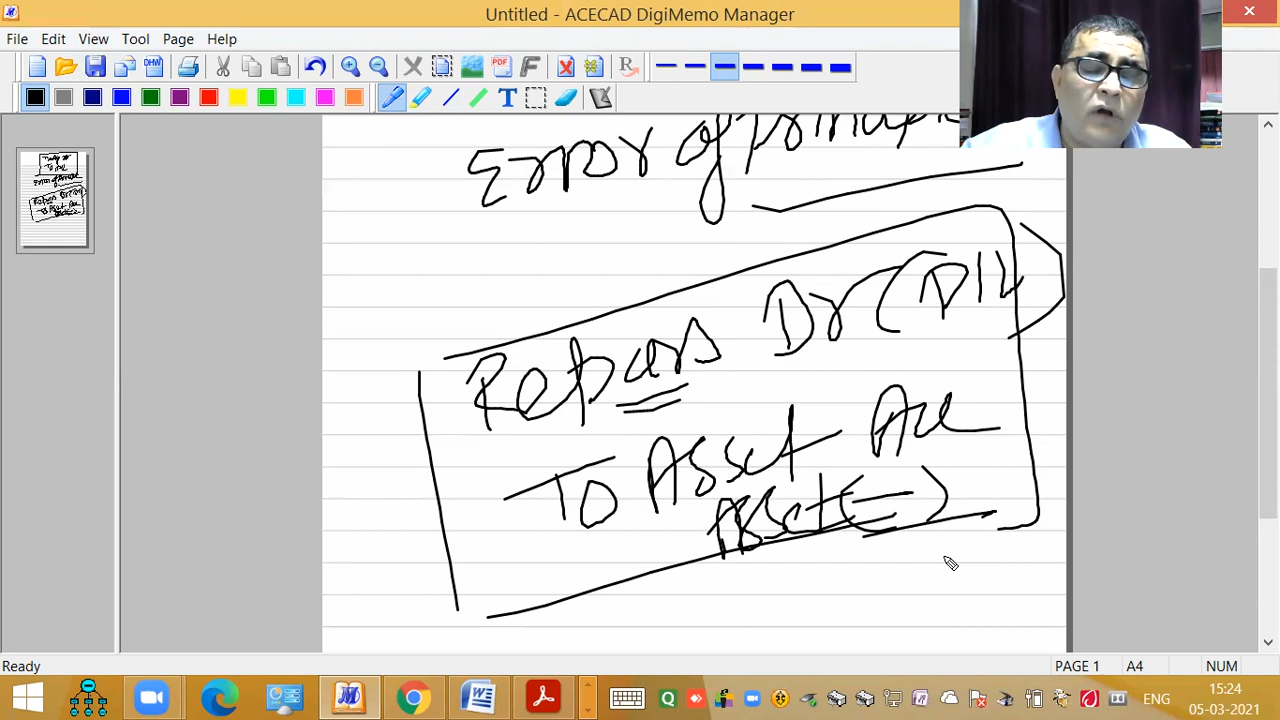 Untitled - ACECAD DigiMemo Manager
File Edit View Tool Page Help
Error of
Repairs Dr (P/L)
To Asset A/c
Asset (-)
Ready
PAGE 1 A4 NUM
ENG
15:24
05-03-2021